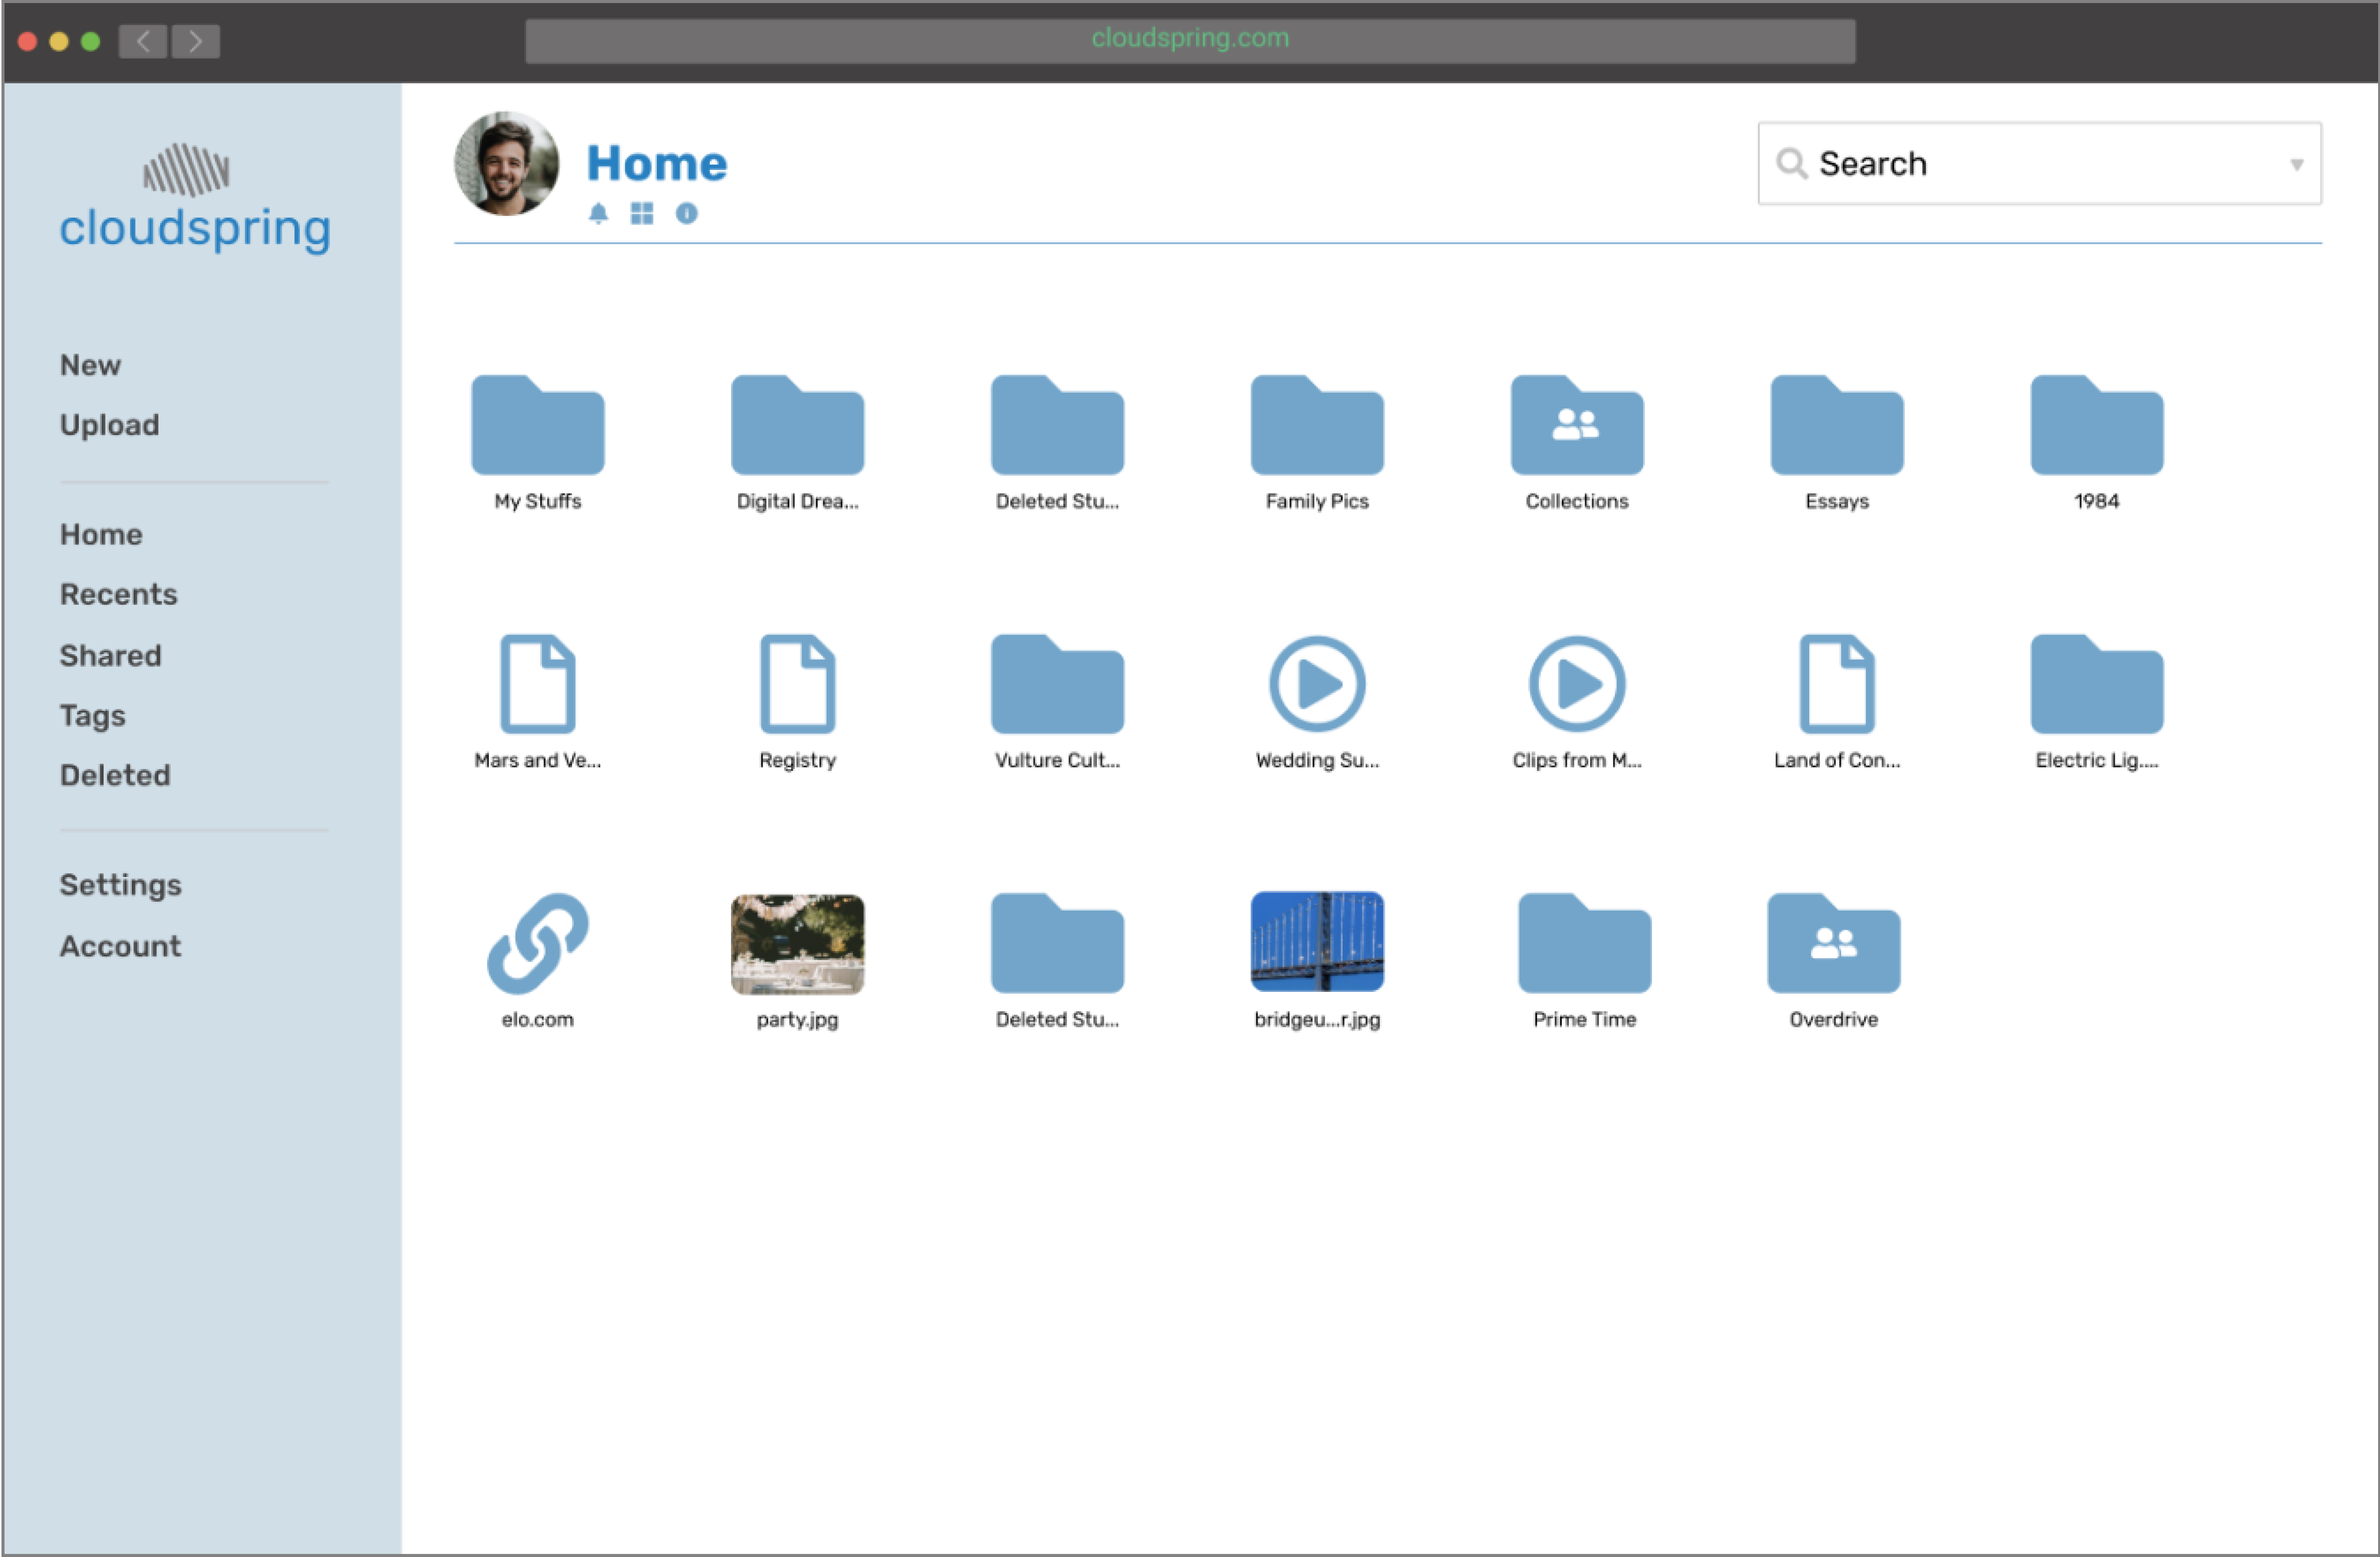 cloudspring.com
cloudspring
New
Upload
Home
Recents
Shared
Tags
Deleted
Settings
Account
Home
Search
My Stuffs
Digital Drea...
Deleted Stu...
Family Pics
Collections
Essays
1984
Mars and Ve...
Registry
Vulture Cult...
Wedding Su...
Clips from M...
Land of Con...
Electric Lig....
elo.com
party.jpg
Deleted Stu...
bridgeu...r.jpg
Prime Time
Overdrive